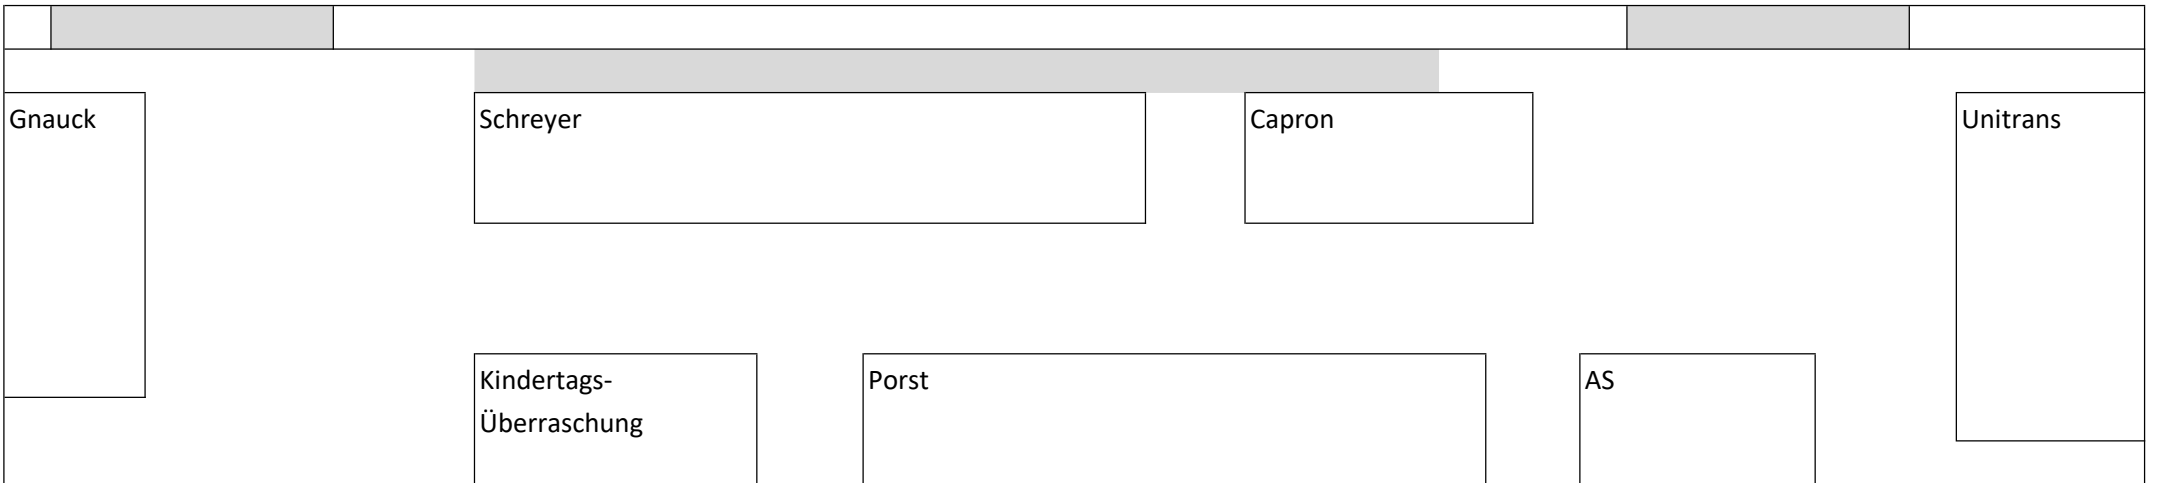 Gnauck
Schreyer
Capron
Unitrans
Kindertags-
Überraschung
Porst
AS